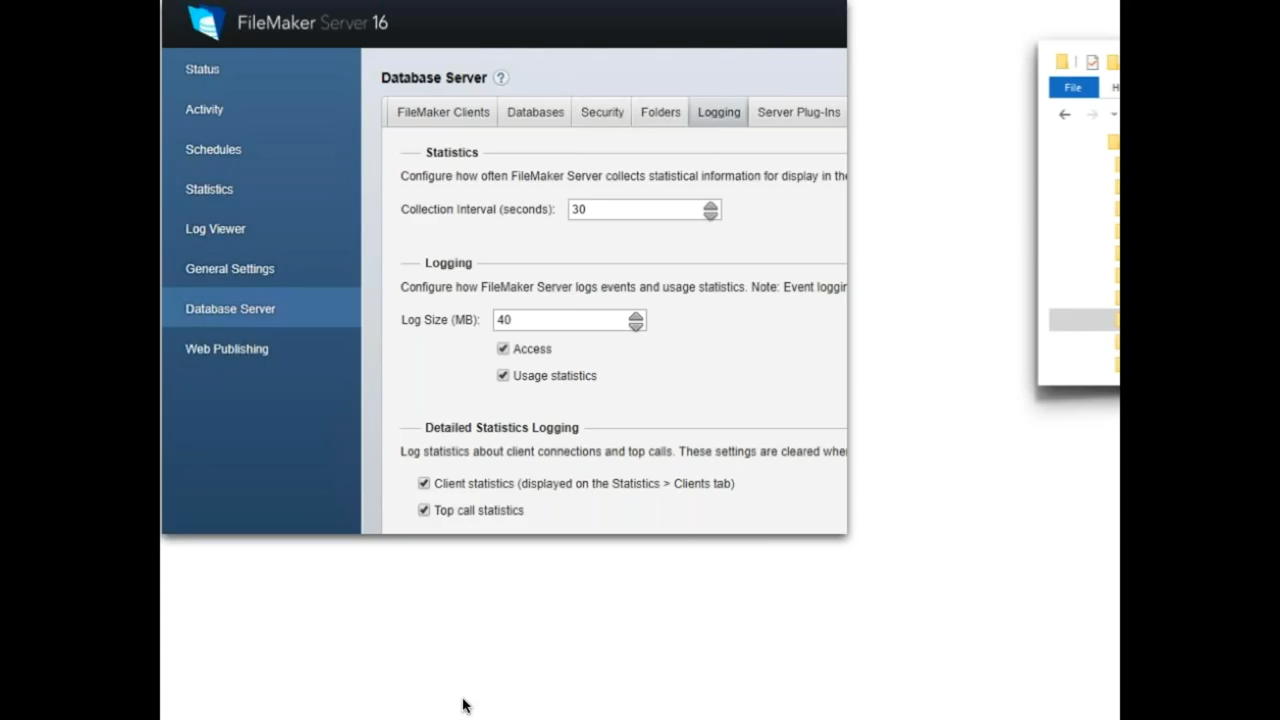 FileMaker Server 16
Status
Activity
Schedules
Statistics
Log Viewer
General Settings
Database Server
Web Publishing
Database Server ?
FileMaker Clients Databases Security Folders Logging Server Plug-Ins
Statistics
Configure how often FileMaker Server collects statistical information for display in the
Collection Interval (seconds): 30
Logging
Configure how FileMaker Server logs events and usage statistics. Note: Event loggin
Log Size (MB): 40
Access
Usage statistics
Detailed Statistics Logging
Log statistics about client connections and top calls. These settings are cleared whe
Client statistics (displayed on the Statistics > Clients tab)
Top call statistics
File H